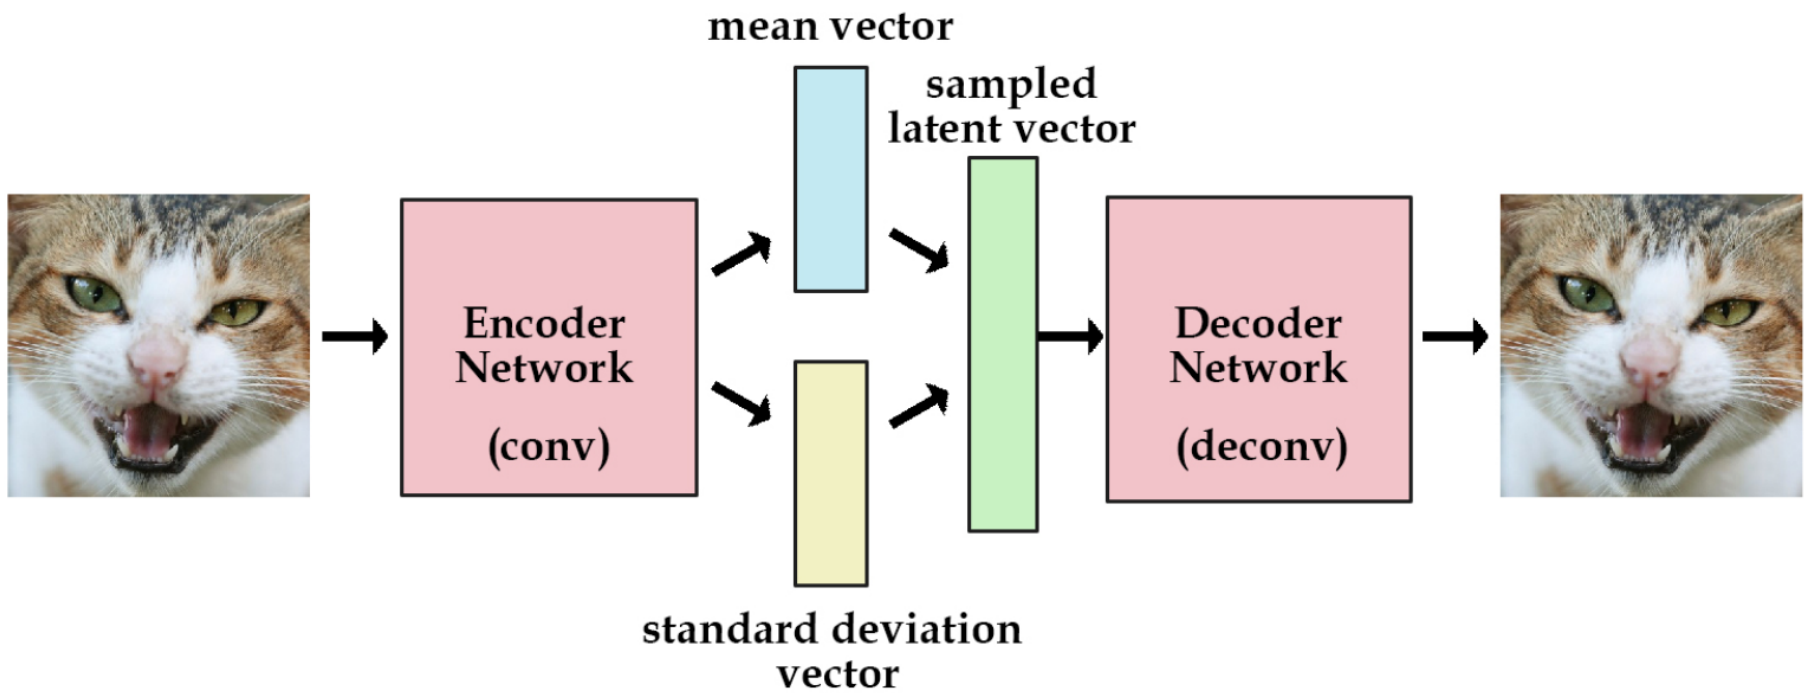 mean vector
sampled
latent vector
Encoder
Network
(conv)
Decoder
Network
(deconv)
standard deviation
vector